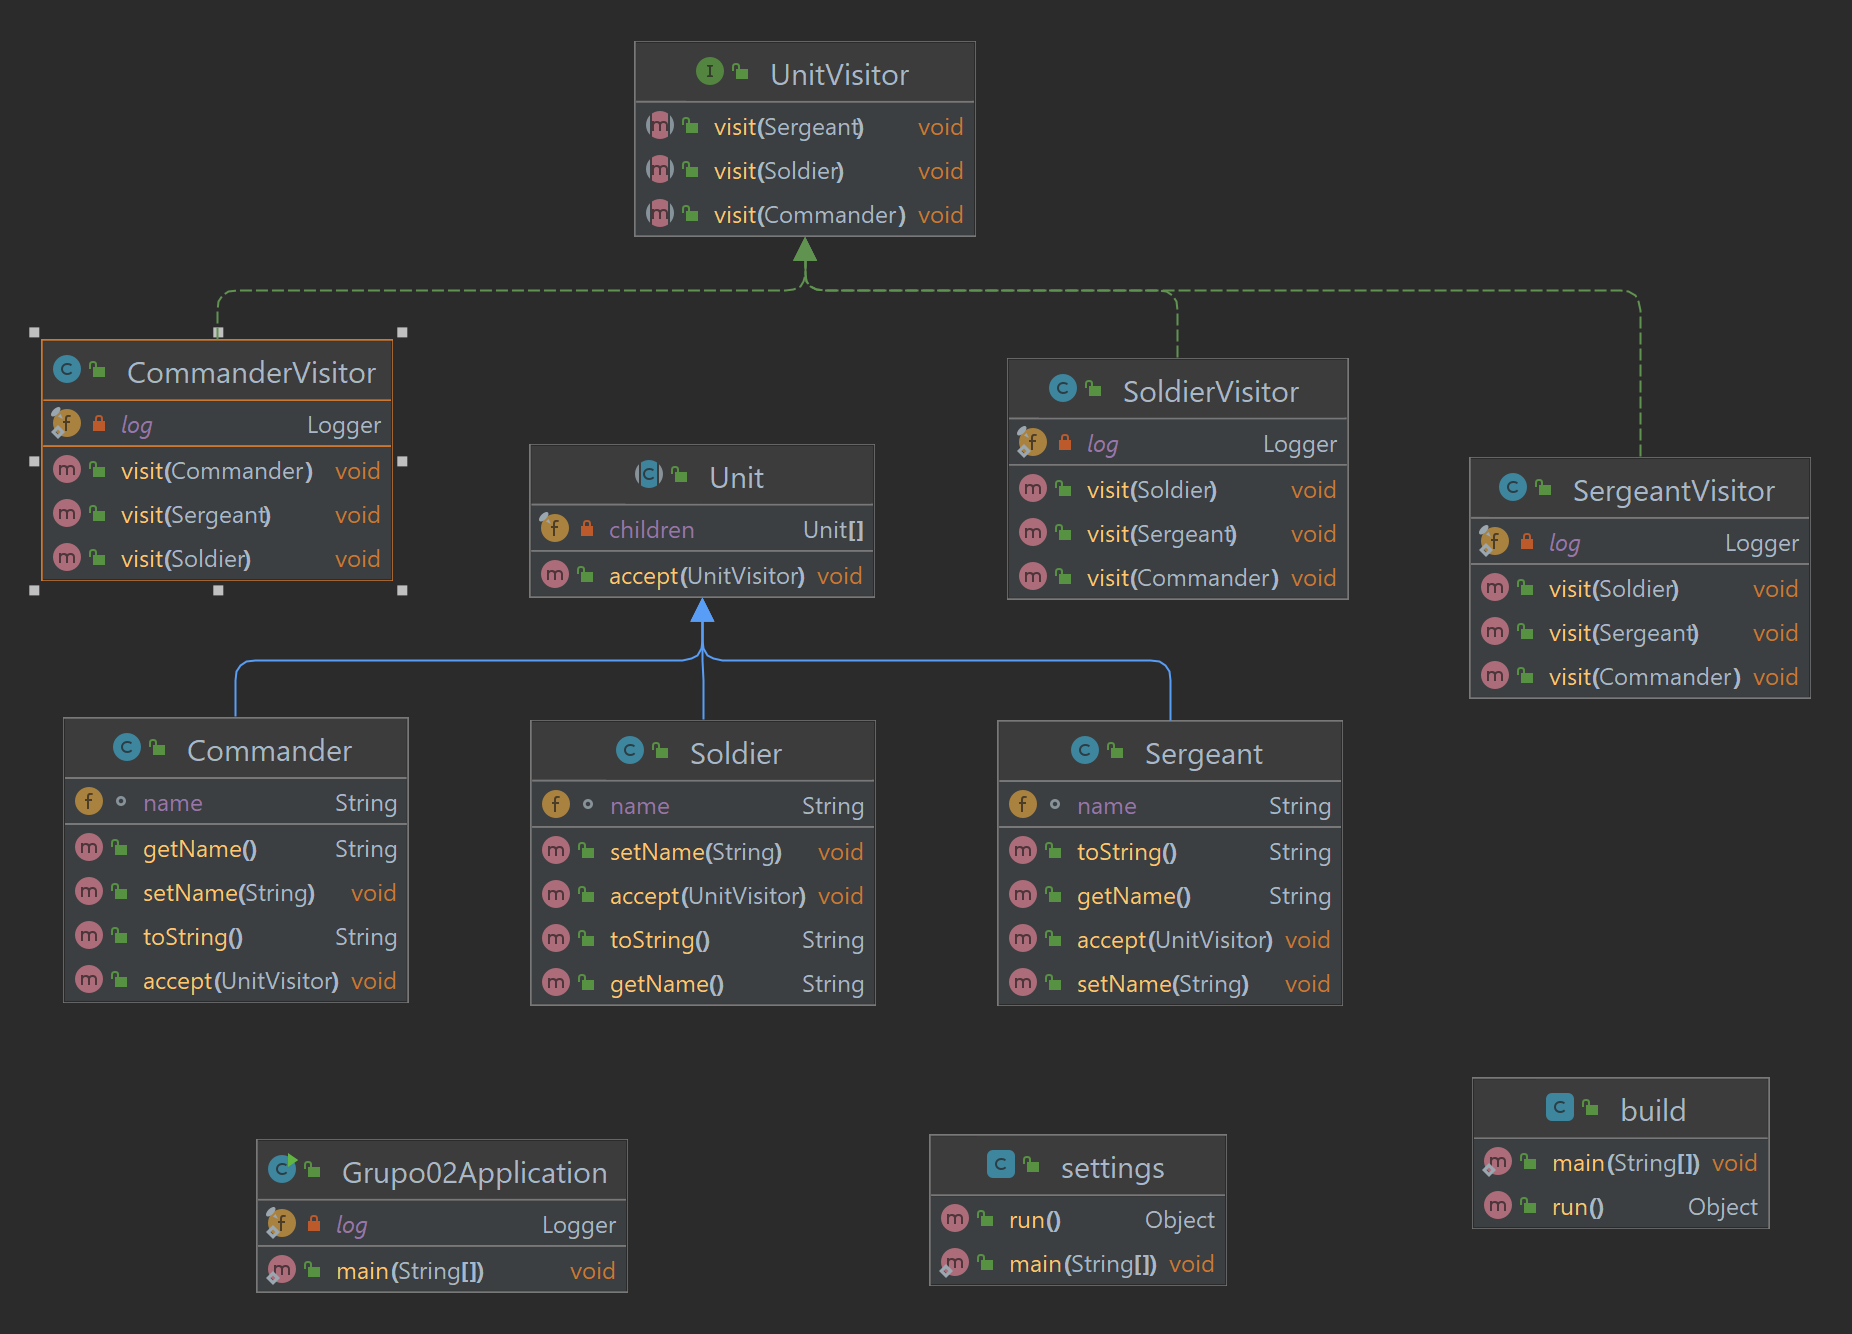 UnitVisitor
visit(Sergeant) void
visit(Soldier) void
visit(Commander) void
CommanderVisitor
log Logger
visit(Commander) void
visit(Sergeant) void
visit(Soldier) void
Unit
children Unit[]
accept(UnitVisitor) void
SoldierVisitor
log Logger
visit(Soldier) void
visit(Sergeant) void
visit(Commander) void
SergeantVisitor
log Logger
visit(Soldier) void
visit(Sergeant) void
visit(Commander) void
Commander
name String
getName() String
setName(String) void
toString() String
accept(UnitVisitor) void
Soldier
name String
setName(String) void
accept(UnitVisitor) void
toString() String
getName() String
Sergeant
name String
toString() String
getName() String
accept(UnitVisitor) void
setName(String) void
Grupo02Application
log Logger
main(String[]) void
settings
run() Object
main(String[]) void
build
main(String[]) void
run() Object